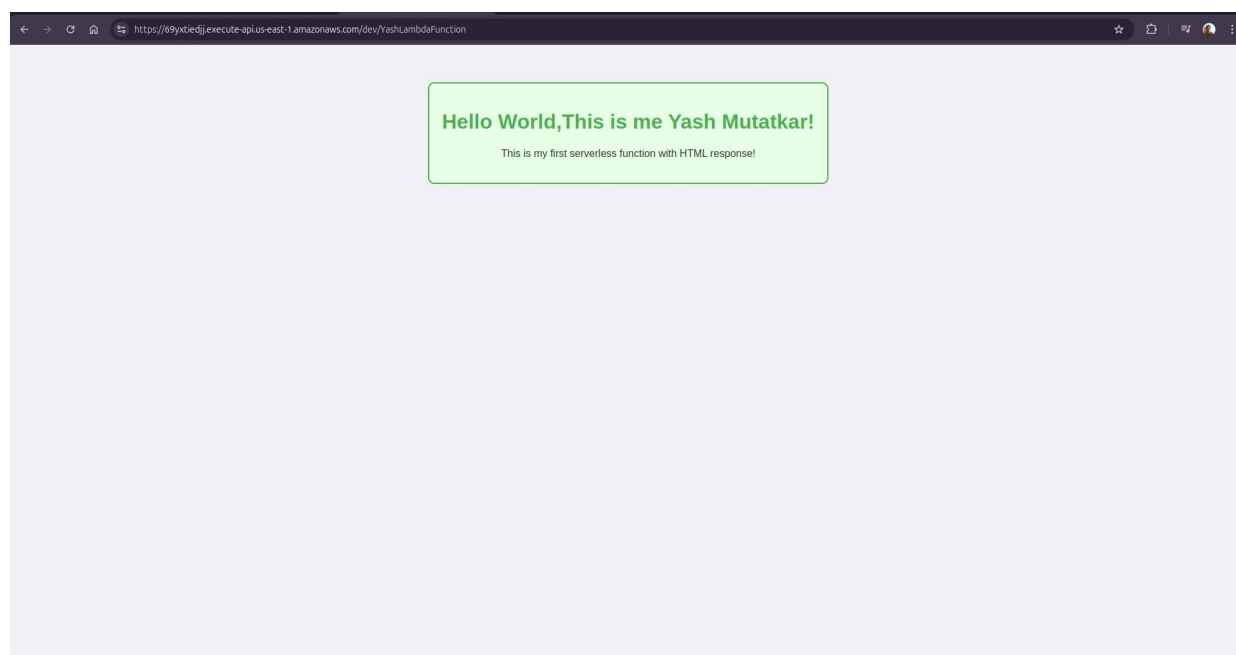 https://69yxtiedjj.execute-api.us-east-1.amazonaws.com/dev/YashLambdaFunction
Hello World,This is me Yash Mutatkar!
This is my first serverless function with HTML response!